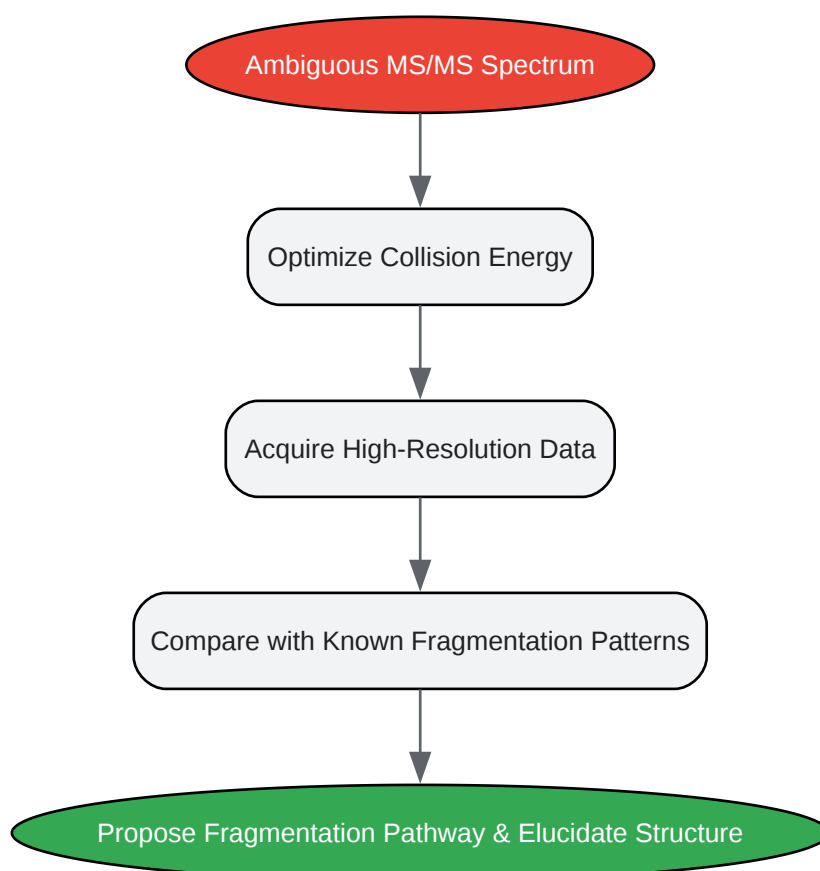 Ambiguous MS/MS Spectrum
Optimize Collision Energy
Acquire High-Resolution Data
Compare with Known Fragmentation Patterns
Propose Fragmentation Pathway & Elucidate Structure